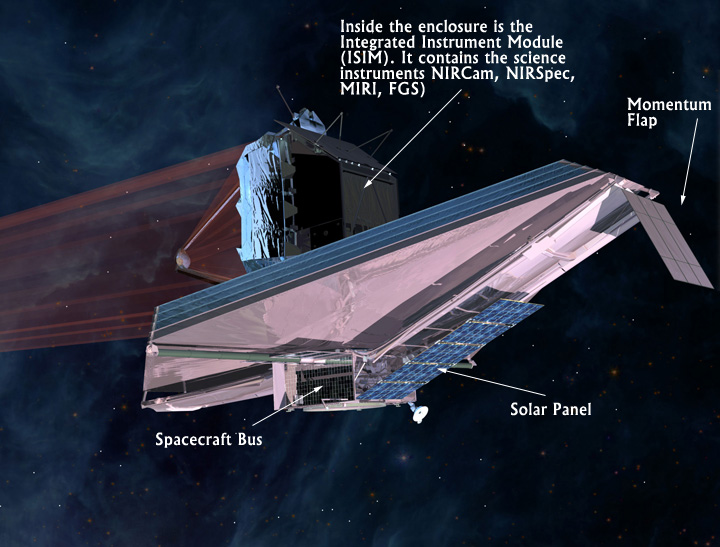 Inside the enclosure is the
Integrated Instrument Module
(ISIM). It contains the science
instruments NIRCam, NIRSpec,
MIRI, FGS)
Momentum
Flap
Solar Panel
Spacecraft Bus